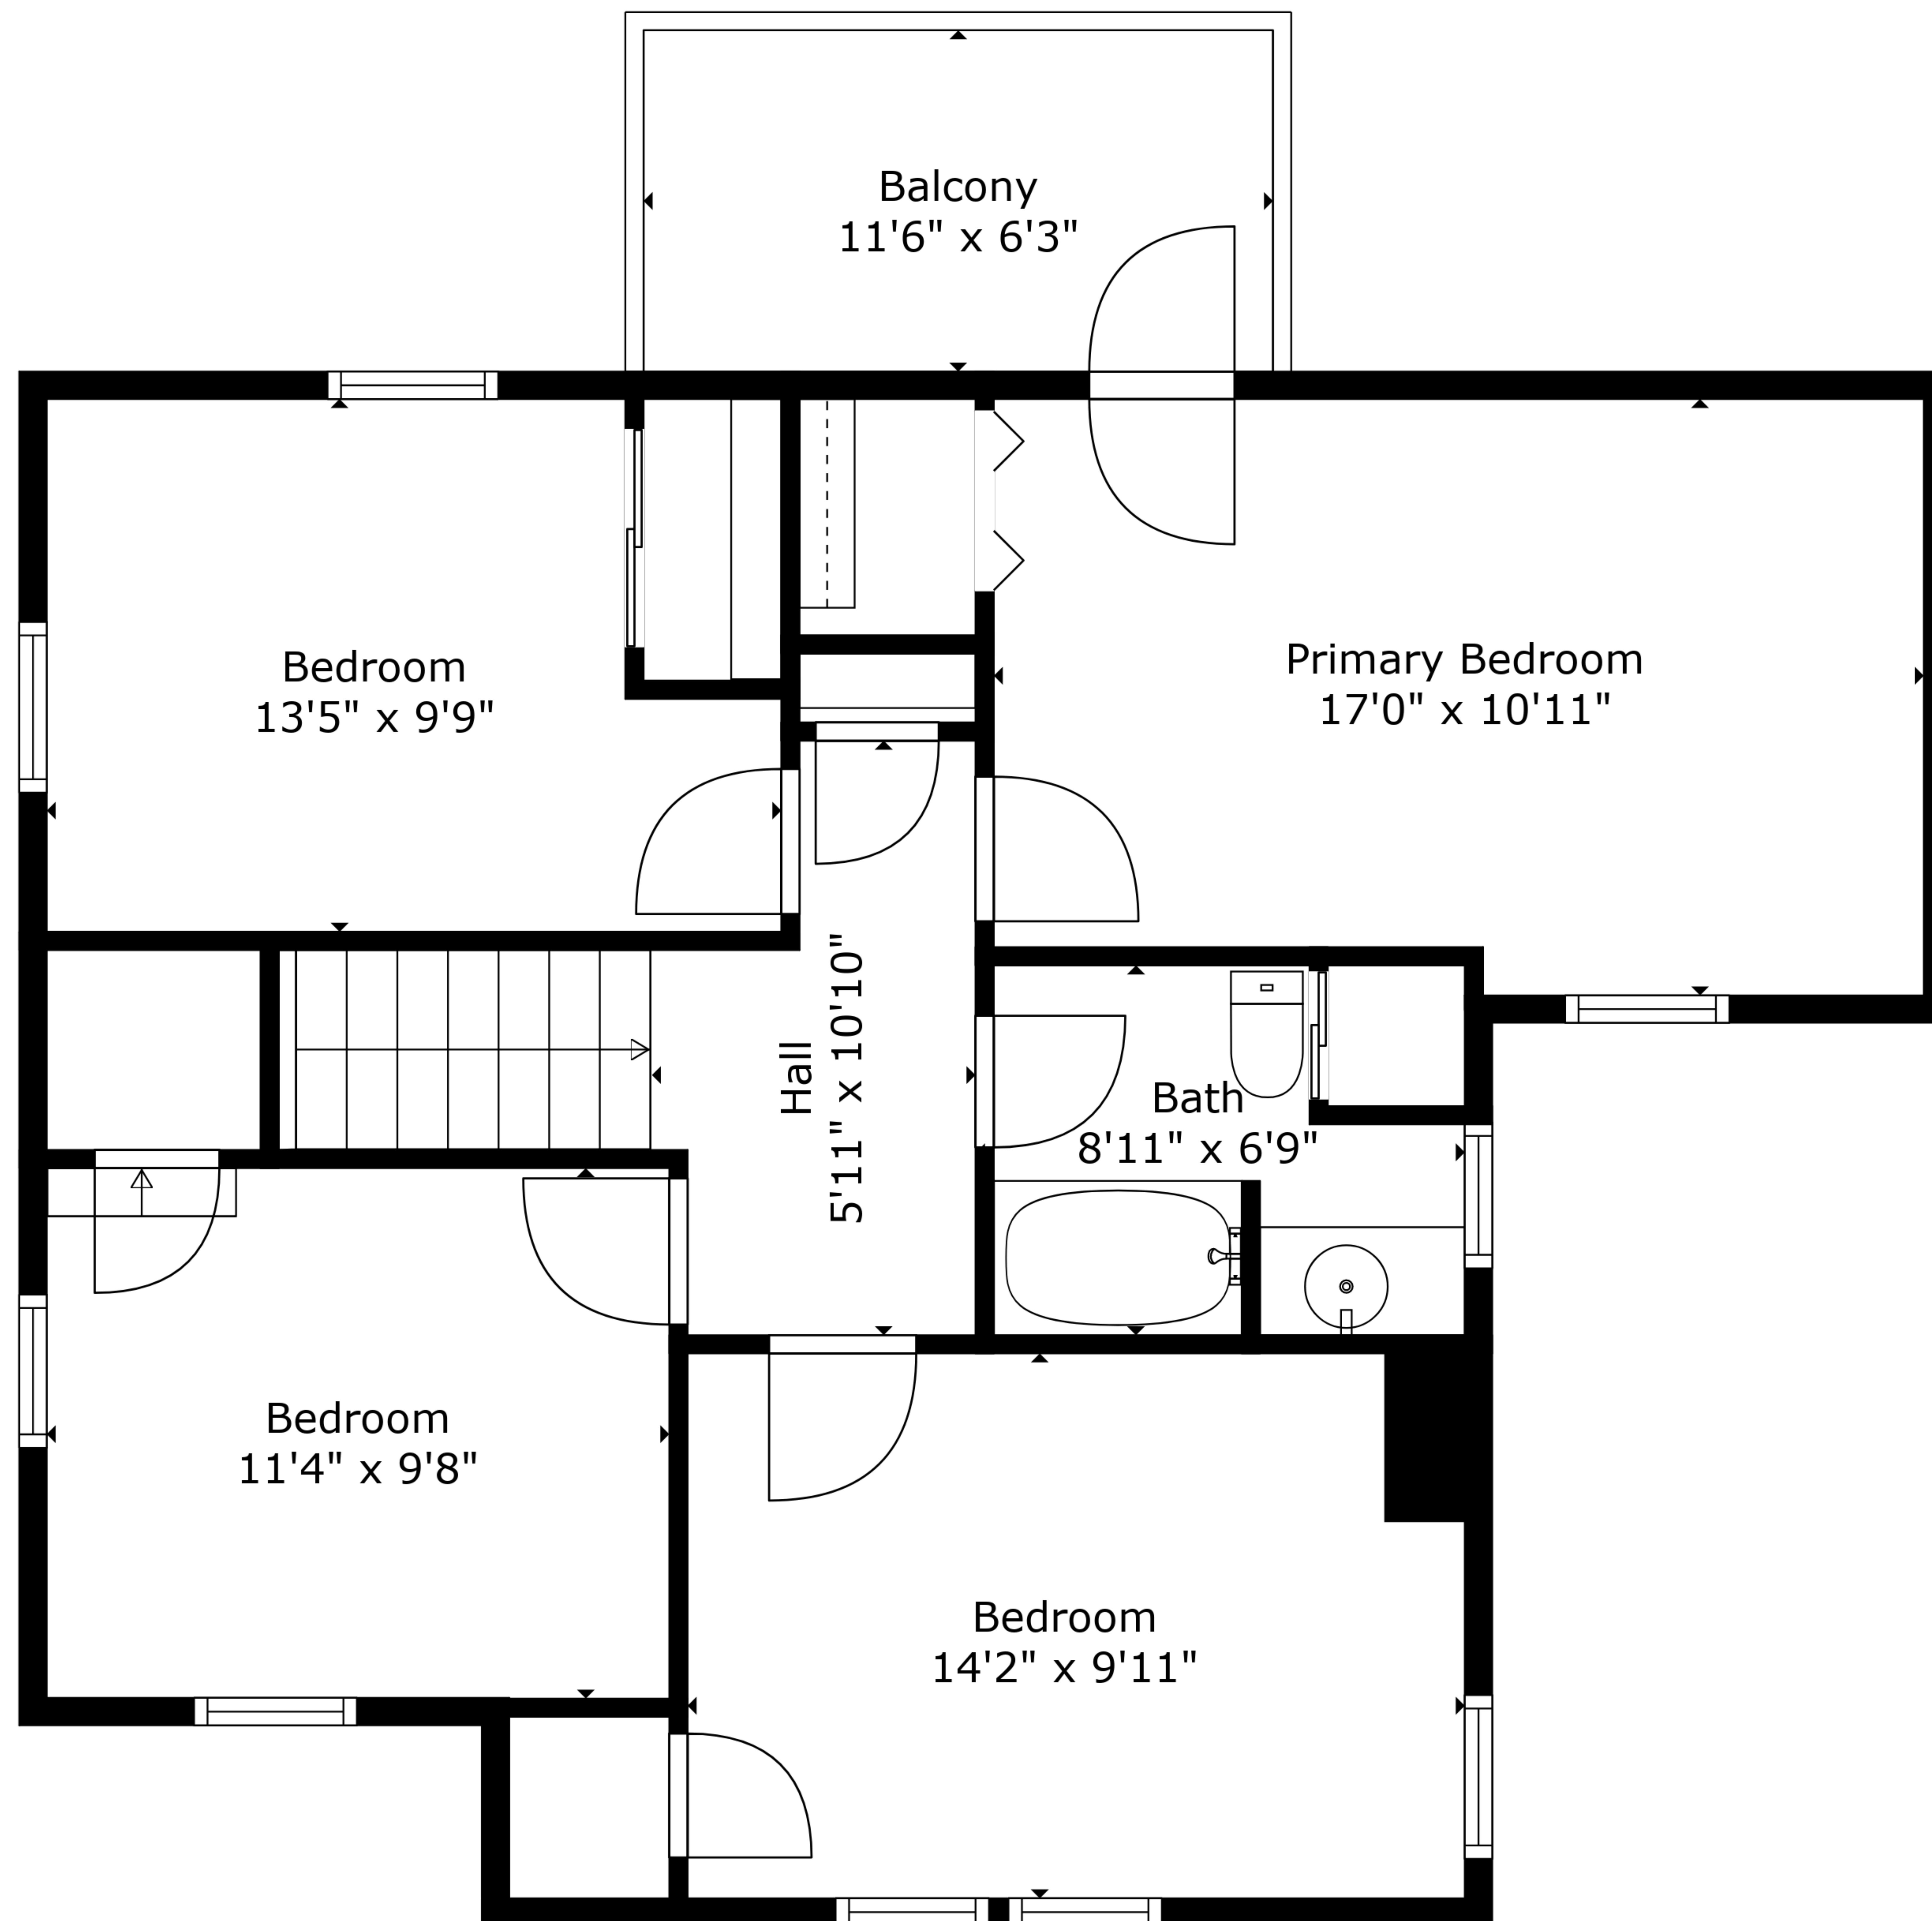 Balcony
11'6" x 6'3"
Bedroom
13'5" x 9'9"
Primary Bedroom
17'0" x 10'11"
Hall
5'11" x 10'10"
Bath
8'11" x 6'9"
Bedroom
11'4" x 9'8"
Bedroom
14'2" x 9'11"